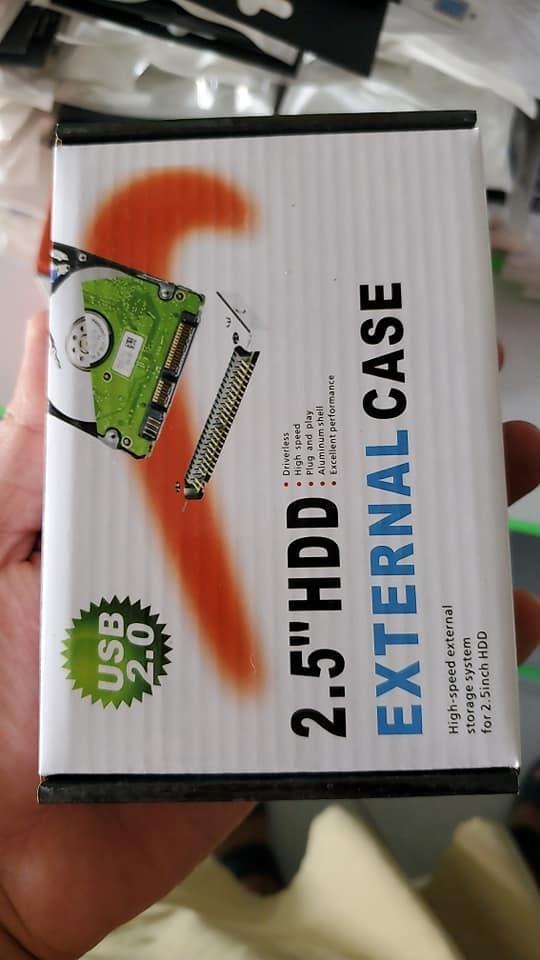 USB
2.0
2.5"HDD
• Driverless
• High speed
• Plug and play
• Aluminum shell
• Excellent performance
EXTERNAL CASE
High-speed external
storage system
for 2.5inch HDD